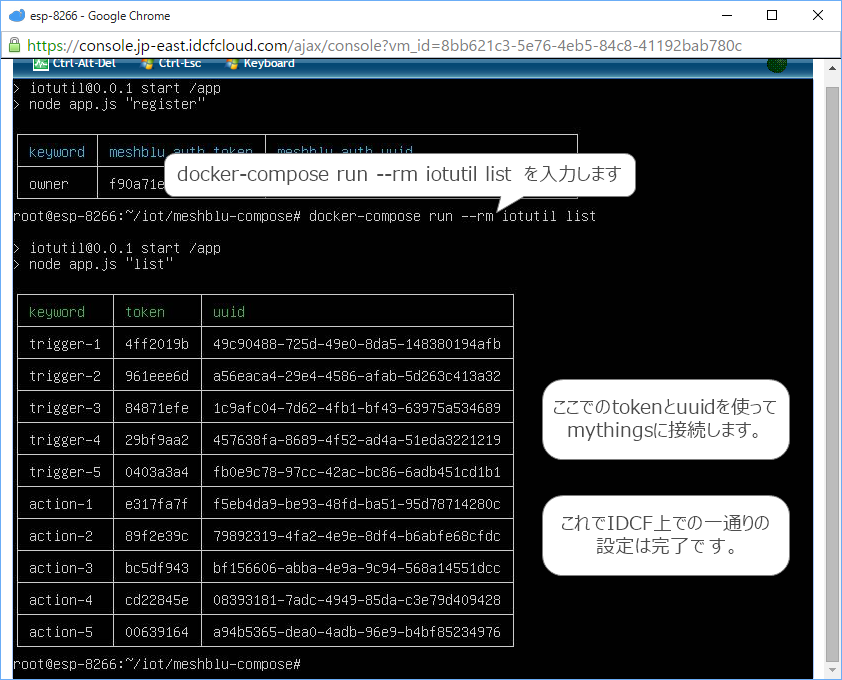 esp-8266 - Google Chrome
https://console.jp-east.idcfcloud.com/ajax/console?vm_id=8bb621c3-5e76-4eb5-84c8-41192bab780c
Ctrl-Alt-Del Ctrl-Esc Keyboard
> iotutil@0.0.1 start /app
> node app.js "register"
keyword meshblu_auth_token meshblu_auth_uuid
owner f90a71e
docker-compose run --rm iotutil list を入力します
root@esp-8266:~/iot/meshblu-compose# docker-compose run --rm iotutil list
> iotutil@0.0.1 start /app
> node app.js "list"
keyword token uuid
trigger-1 4ff2019b 49c90488-725d-49e0-8da5-148380194afb
trigger-2 961eee6d a56eaca4-29e4-4586-afab-5d263c413a32
trigger-3 84871efe 1c9afc04-7d62-4fb1-bf43-63975a534689
trigger-4 29bf9aa2 457638fa-8689-4f52-ad4a-51eda3221219
trigger-5 0403a3a4 fb0e9c78-97cc-42ac-bc86-6adb451cd1b1
action-1 e317fa7f f5eb4da9-be93-48fd-ba51-95d78714280c
action-2 89f2e39c 79892319-4fa2-4e9e-8df4-b6abfe68cfdc
action-3 bc5df943 bf156606-abba-4e9a-9c94-568a14551dcc
action-4 cd22845e 08393181-7adc-4949-85da-c3e79d409428
action-5 00639164 a94b5365-dea0-4adb-96e9-b4bf85234976
root@esp-8266:~/iot/meshblu-compose#
ここでのtokenとuuidを使って
mythingsに接続します。
これでIDCF上での一通りの
設定は完了です。